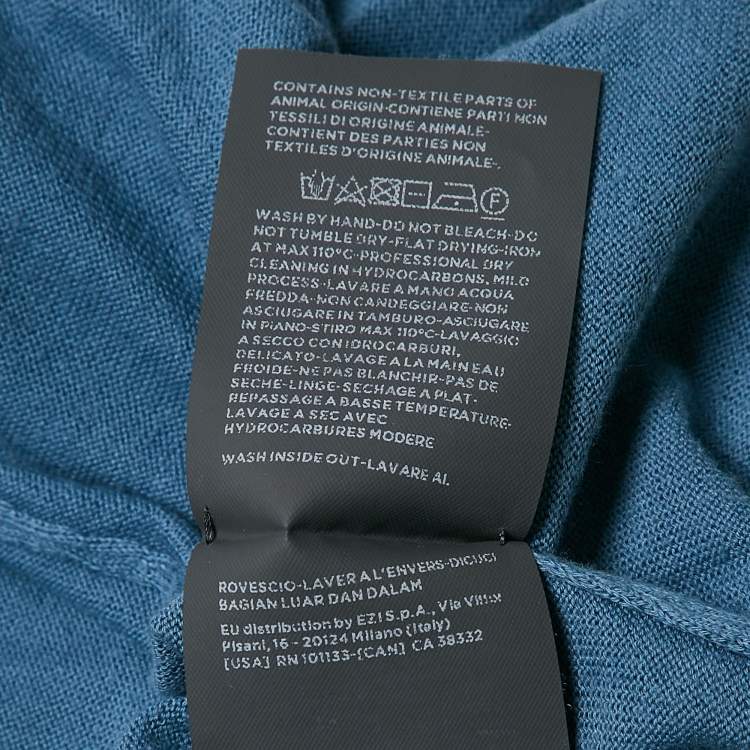 CONTAINS NON-TEXTILE PARTS OF
ANIMAL ORIGIN-CONTIENE PARTI NON
TESSILI DI ORIGINE ANIMALE-
CONTIENT DES PARTIES NON
TEXTILES D'ORIGINE ANIMALE-.
F
WASH BY HAND-DO NOT BLEACH-DO
NOT TUMBLE DRY-FLAT DRYING-IRON
AT MAX 110°C-PROFESSIONAL DRY
CLEANING IN HYDROCARBONS, MILD
PROCESS-LAVARE A MANO ACQUA
FREDDA-NON CANDEGGIARE-NON
ASCIUGARE IN TAMBURO-ASCIUGARE
IN PIANO-STIRO MAX 110°C-LAVAGGIO
A SECCO CON IDROCARBURI,
DELICATO-LAVAGE A LA MAIN EAU
FROIDE-NE PAS BLANCHIR-PAS DE
SECHE-LINGE-SECHAGE A PLAT-
REPASSAGE A BASSE TEMPERATURE-
LAVAGE A SEC AVEC
HYDROCARBURES MODERE
WASH INSIDE OUT-LAVARE AL
ROVESCIO-LAVER A L'ENVERS-DICUCI
BAGIAN LUAR DAN DALAM
EU distribution by EZI S.p.A., Via Vittor
Pisani, 16 - 20124 Milano (Italy)
[USA] RN 101133-[CAN] CA 38332